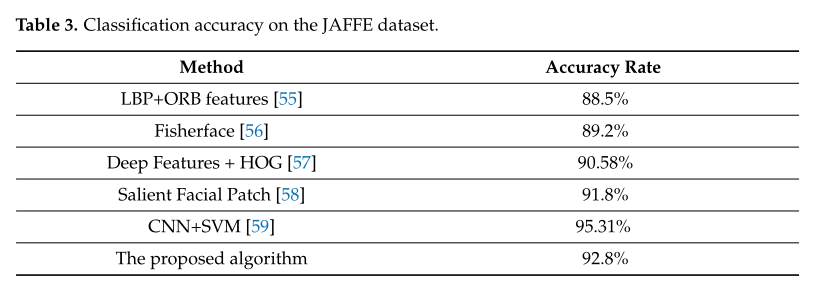 Table 3. Classification accuracy on the JAFFE dataset.
Method Accuracy Rate
LBP+ORB features [55] 88.5%
Fisherface [56] 89.2%
Deep Features + HOG [57] 90.58%
Salient Facial Patch [58] 91.8%
CNN+SVM [59] 95.31%
The proposed algorithm 92.8%